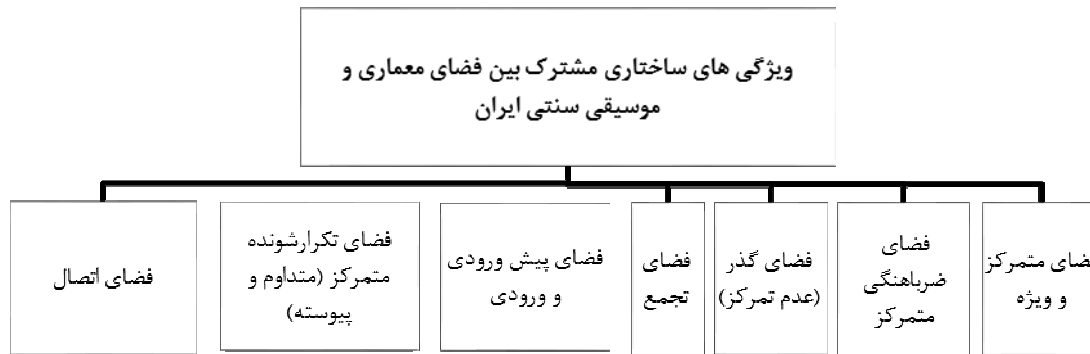 ویژگی های ساختاری مشترک بین فضای معماری و
موسیقی سنتی ایران
ضای متمرکز
و ویژه
فضای
ضرباهنگی
متمرکز
فضای گذر
(عدم تمرکز)
فضای
تجمع
فضای پیش ورودی
و ورودی
فضای تکرارشونده
متمرکز (متداوم و
پیوسته)
فضای اتصال